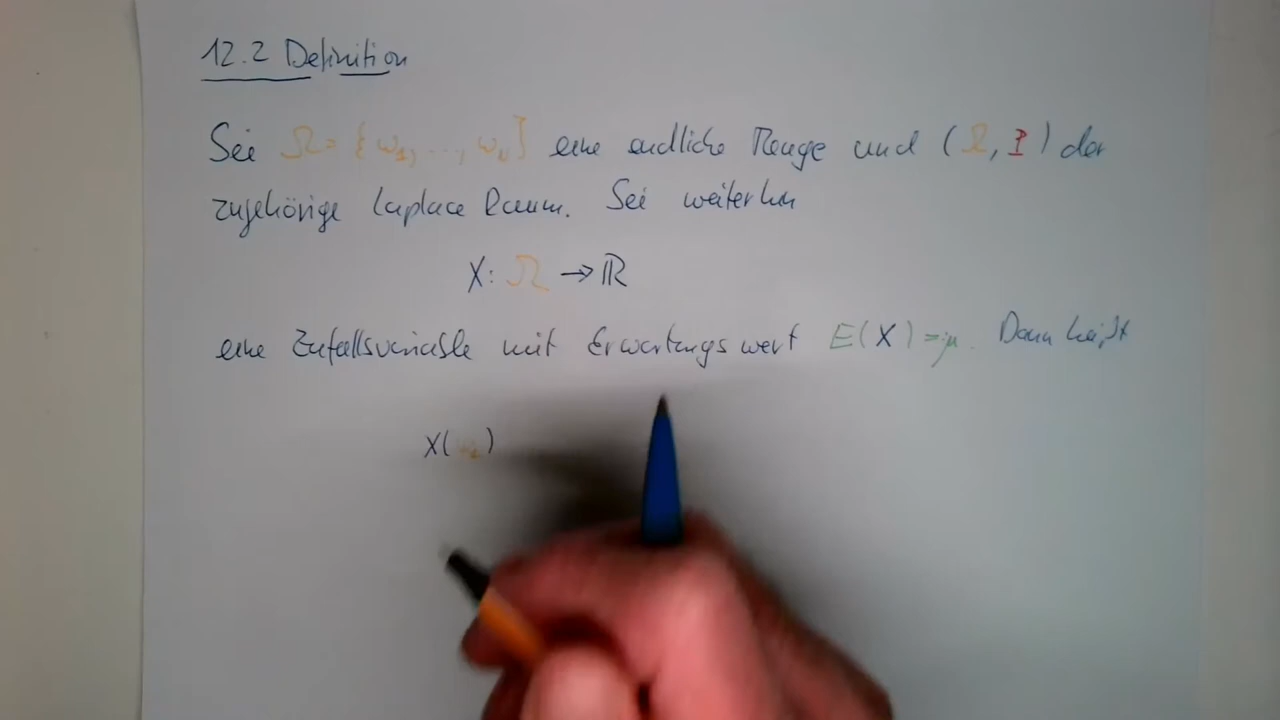 12.2 Definition
Sei Ω = {ω₁, ..., ωₙ} eine endliche Menge und (Ω, P) der
zugehörige Laplace Raum. Sei weiterhin
X: Ω → ℝ
eine Zufallsvariable mit Erwartungswert E(X) = μ. Dann heißt
X(ω₁)